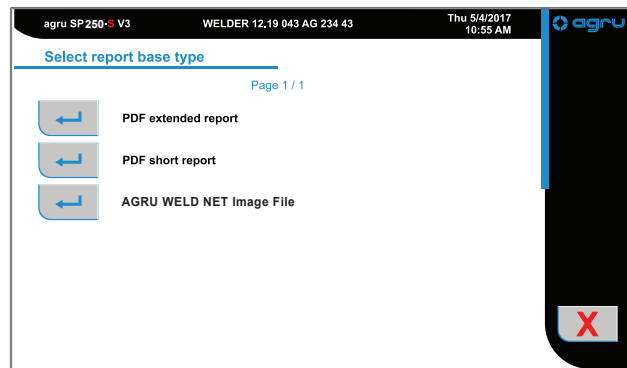 agru SP250-S V3 WELDER 12.19 043 AG 234 43 Thu 5/4/2017
10:55 AM
agru
Select report base type
Page 1 / 1
PDF extended report
PDF short report
AGRU WELD NET Image File
X